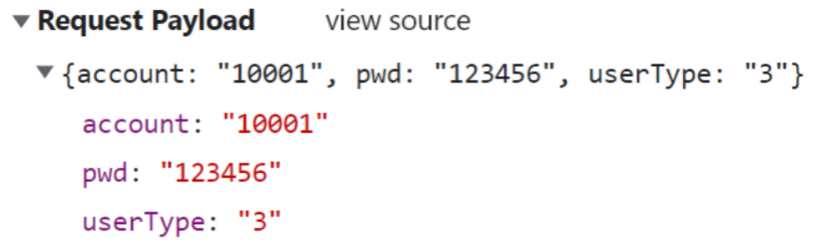 ▼ Request Payload view source
▼ {account: "10001", pwd: "123456", userType: "3"}
account: "10001"
pwd: "123456"
userType: "3"